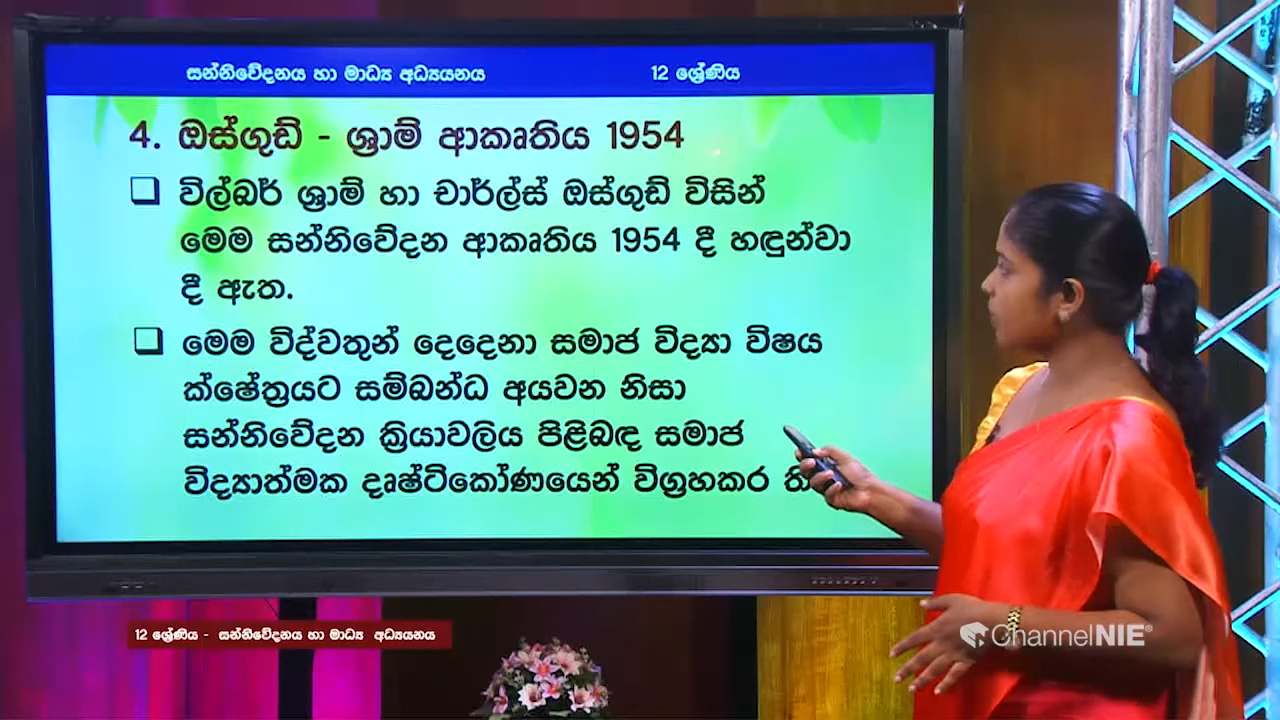 සන්නිවේදනය හා මාධ්‍ය අධ්‍යයනය 12 ශ්‍රේණිය
4. ඔස්ගුඩ් - ශ්‍රාම් ආකෘතිය 1954
❑ විල්බර් ශ්‍රාම් හා චාර්ල්ස් ඔස්ගුඩ් විසින්
මෙම සන්නිවේදන ආකෘතිය 1954 දී හඳුන්වා
දී ඇත.
❑ මෙම විද්වතුන් දෙදෙනා සමාජ විද්‍යා විෂය
ක්ෂේත්‍රයට සම්බන්ධ අයවන නිසා
සන්නිවේදන ක්‍රියාවලිය පිළිබඳ සමාජ
විද්‍යාත්මක දෘෂ්ටිකෝණයෙන් විග්‍රහකර
12 ශ්‍රේණිය - සන්නිවේදනය හා මාධ්‍ය අධ්‍යයනය
ChannelNIE®